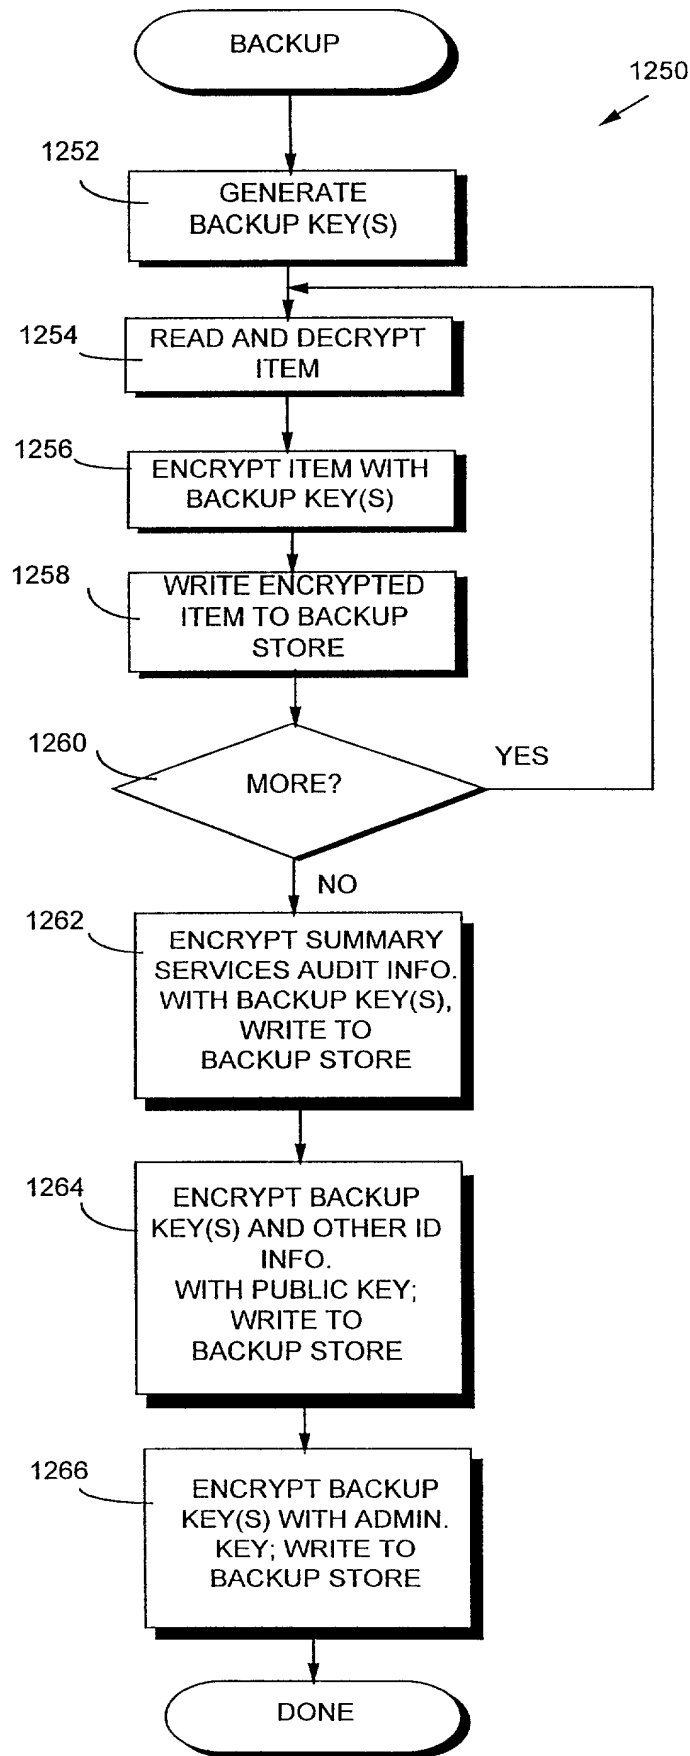 BACKUP
1250
1252
GENERATE
BACKUP KEY(S)
1254
READ AND DECRYPT
ITEM
1256
ENCRYPT ITEM WITH
BACKUP KEY(S)
1258
WRITE ENCRYPTED
ITEM TO BACKUP
STORE
1260
MORE?
YES
NO
1262
ENCRYPT SUMMARY
SERVICES AUDIT INFO.
WITH BACKUP KEY(S),
WRITE TO
BACKUP STORE
1264
ENCRYPT BACKUP
KEY(S) AND OTHER ID
INFO.
WITH PUBLIC KEY;
WRITE TO
BACKUP STORE
1266
ENCRYPT BACKUP
KEY(S) WITH ADMIN.
KEY; WRITE TO
BACKUP STORE
DONE